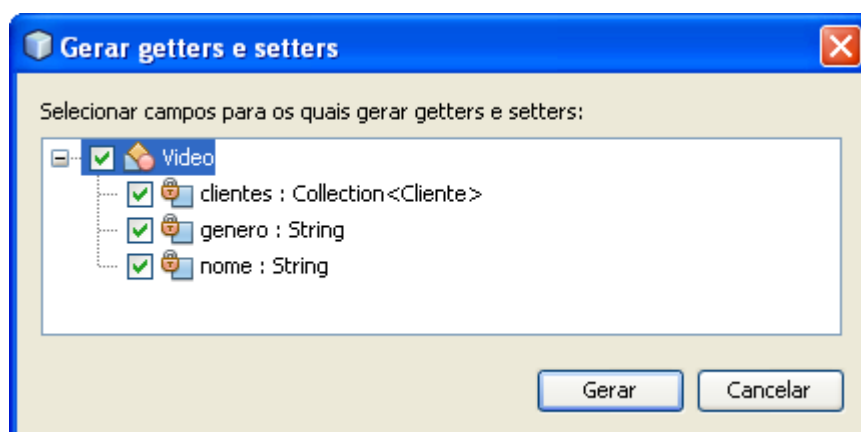 Gerar getters e setters
Selecionar campos para os quais gerar getters e setters:
Video
clientes : Collection<Cliente>
genero : String
nome : String
Gerar Cancelar